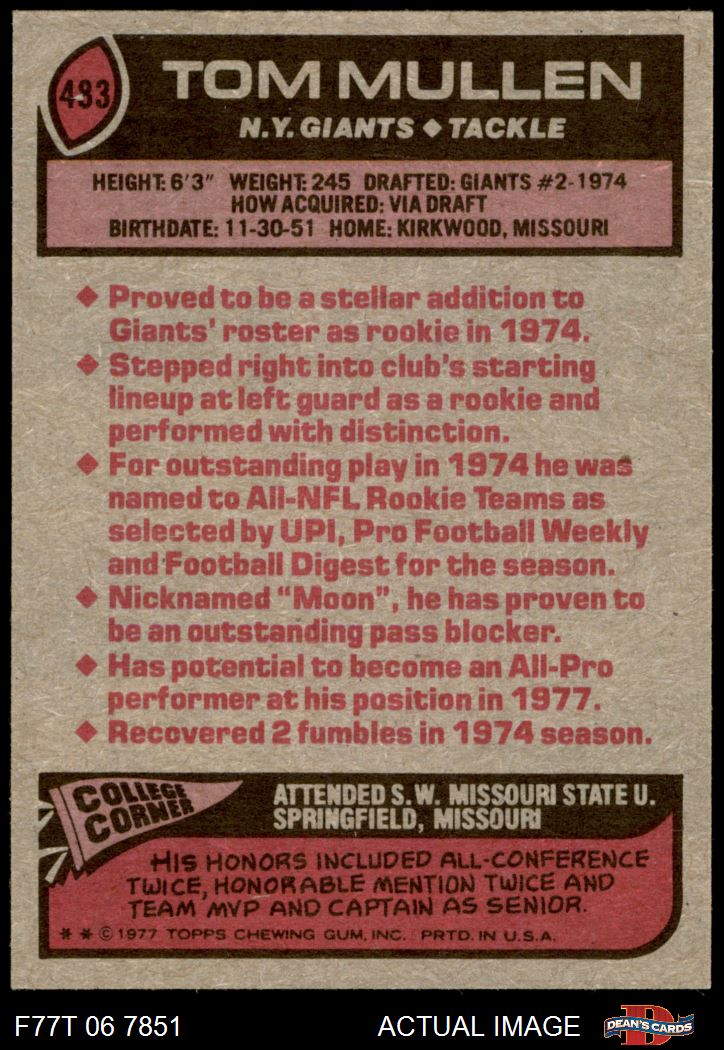 483
TOM MULLEN
N.Y. GIANTS ◆ TACKLE
HEIGHT: 6'3" WEIGHT: 245 DRAFTED: GIANTS #2-1974
HOW ACQUIRED: VIA DRAFT
BIRTHDATE: 11-30-51 HOME: KIRKWOOD, MISSOURI
◆ Proved to be a stellar addition to
Giants' roster as rookie in 1974.
◆ Stepped right into club's starting
lineup at left guard as a rookie and
performed with distinction.
◆ For outstanding play in 1974 he was
named to All-NFL Rookie Teams as
selected by UPI, Pro Football Weekly
and Football Digest for the season.
◆ Nicknamed "Moon", he has proven to
be an outstanding pass blocker.
◆ Has potential to become an All-Pro
performer at his position in 1977.
◆ Recovered 2 fumbles in 1974 season.
COLLEGE
CORNER
ATTENDED S.W. MISSOURI STATE U.
SPRINGFIELD, MISSOURI
HIS HONORS INCLUDED ALL-CONFERENCE
TWICE, HONORABLE MENTION TWICE AND
TEAM MVP AND CAPTAIN AS SENIOR.
* * © 1977 TOPPS CHEWING GUM, INC. PRTD. IN U.S.A.
F77T 06 7851 ACTUAL IMAGE
D
DEAN'S CARDS